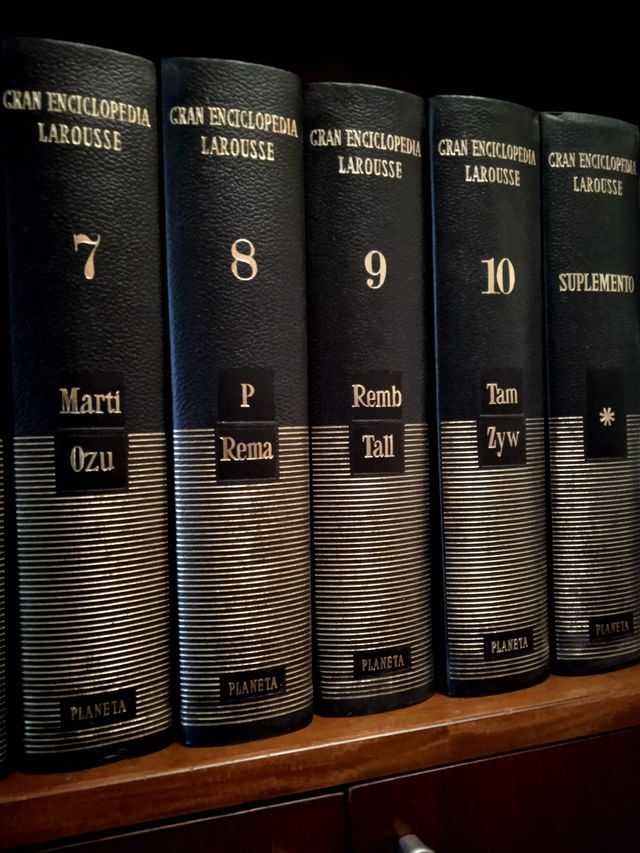 GRAN ENCICLOPEDIA
LAROUSSE
7
Marti
Ozu
PLANETA
GRAN ENCICLOPEDIA
LAROUSSE
8
P
Rema
PLANETA
GRAN ENCICLOPEDIA
LAROUSSE
9
Remb
Tall
PLANETA
GRAN ENCICLOPEDIA
LAROUSSE
10
Tam
Zyw
PLANETA
GRAN ENCICLOPEDIA
LAROUSSE
SUPLEMENTO
*
PLANETA